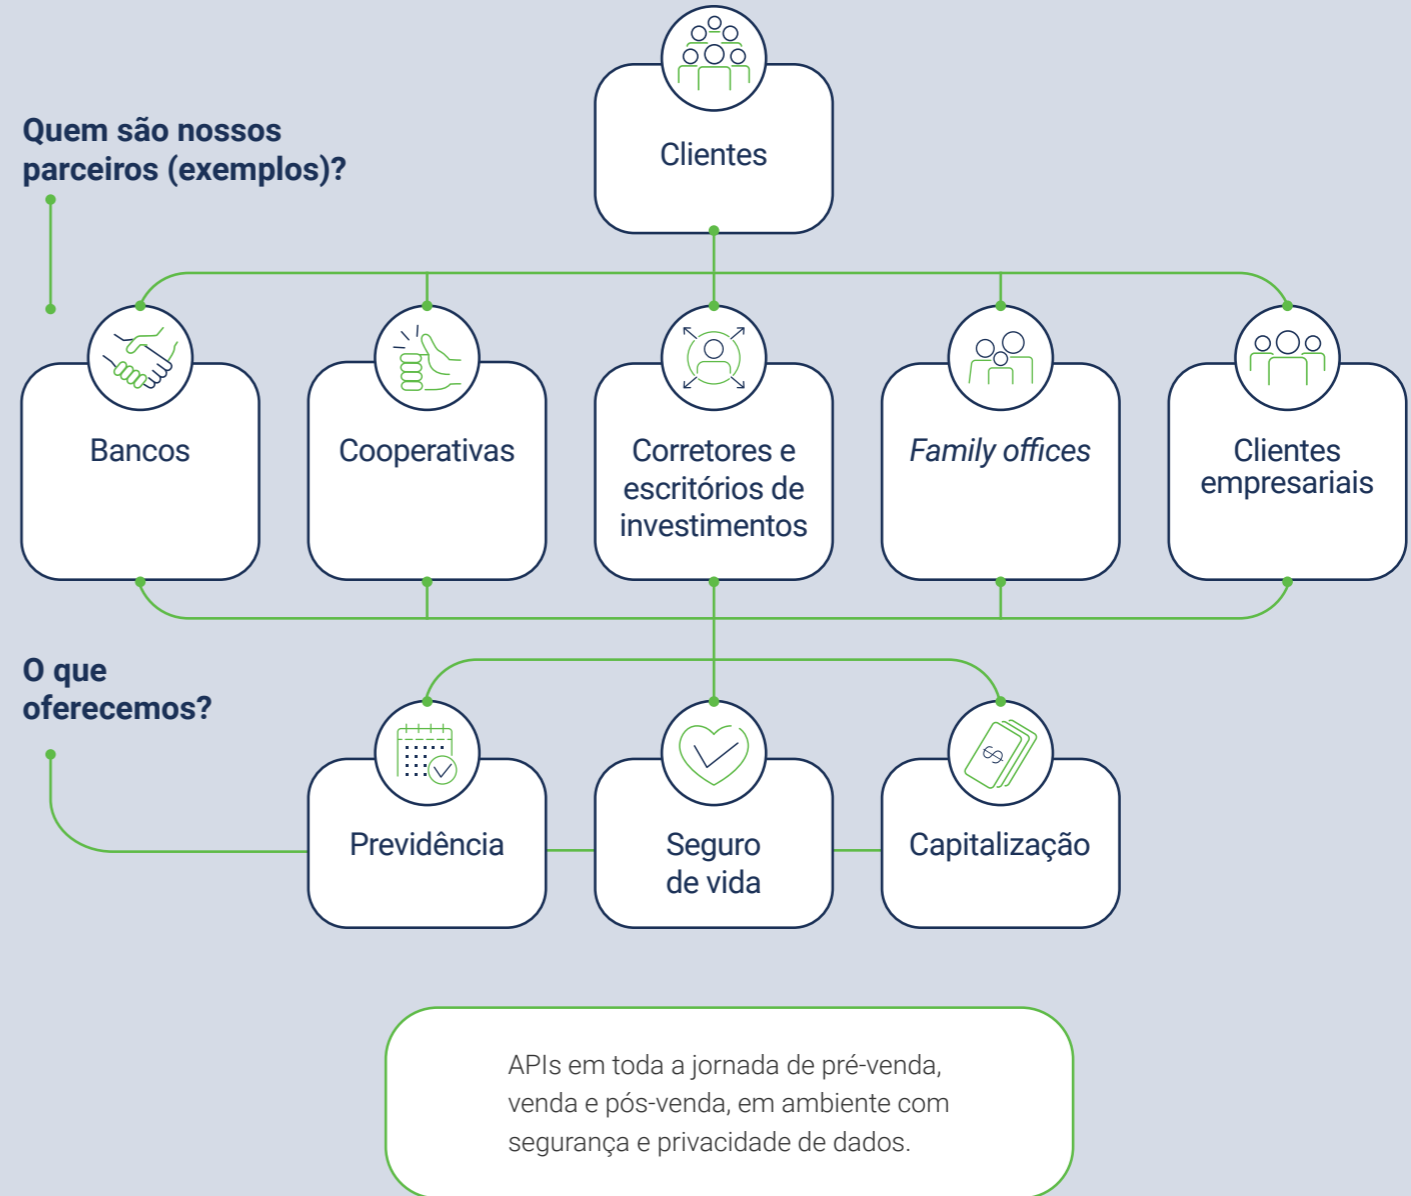 Clientes
Quem são nossos
parceiros (exemplos)?
Bancos
Cooperativas
Corretores e
escritórios de
investimentos
Family offices
Clientes
empresariais
O que
oferecemos?
Previdência
Seguro
de vida
$
Capitalização
APIs em toda a jornada de pré-venda,
venda e pós-venda, em ambiente com
segurança e privacidade de dados.